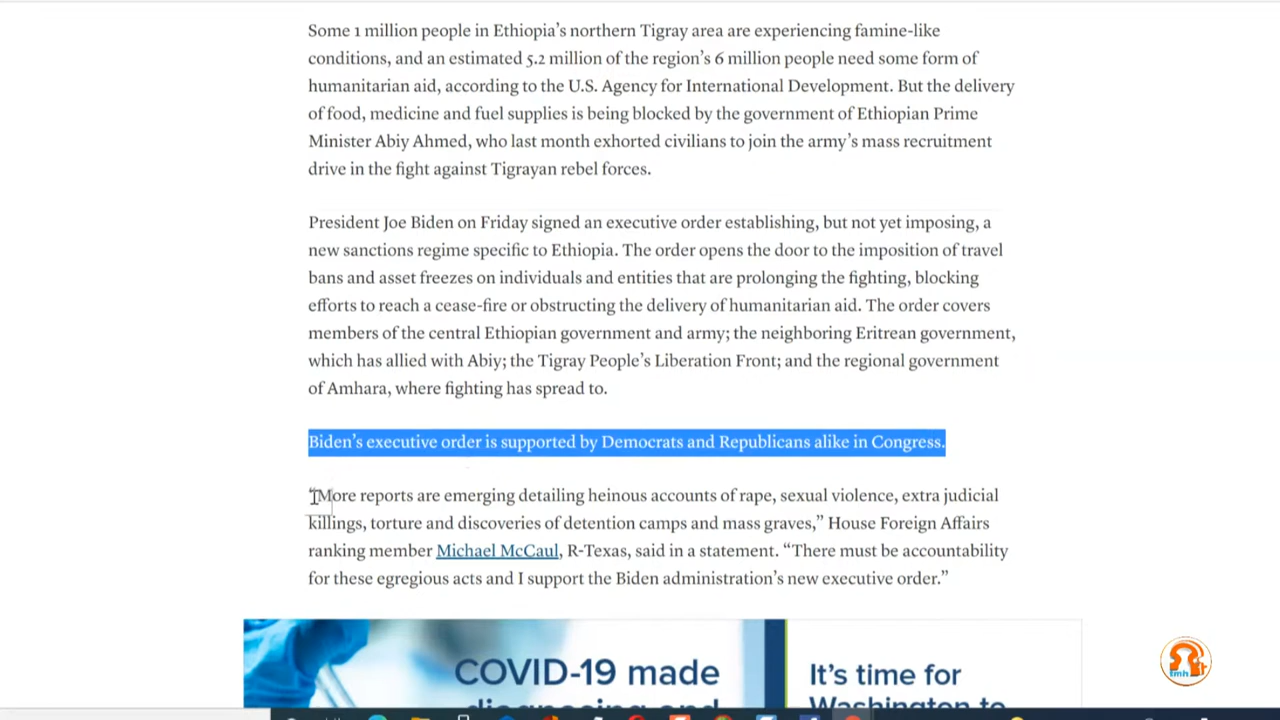 Some 1 million people in Ethiopia’s northern Tigray area are experiencing famine-like
conditions, and an estimated 5.2 million of the region’s 6 million people need some form of
humanitarian aid, according to the U.S. Agency for International Development. But the delivery
of food, medicine and fuel supplies is being blocked by the government of Ethiopian Prime
Minister Abiy Ahmed, who last month exhorted civilians to join the army’s mass recruitment
drive in the fight against Tigrayan rebel forces.
President Joe Biden on Friday signed an executive order establishing, but not yet imposing, a
new sanctions regime specific to Ethiopia. The order opens the door to the imposition of travel
bans and asset freezes on individuals and entities that are prolonging the fighting, blocking
efforts to reach a cease-fire or obstructing the delivery of humanitarian aid. The order covers
members of the central Ethiopian government and army; the neighboring Eritrean government,
which has allied with Abiy; the Tigray People’s Liberation Front; and the regional government
of Amhara, where fighting has spread to.
Biden’s executive order is supported by Democrats and Republicans alike in Congress.
“More reports are emerging detailing heinous accounts of rape, sexual violence, extra judicial
killings, torture and discoveries of detention camps and mass graves,” House Foreign Affairs
ranking member Michael McCaul, R-Texas, said in a statement. “There must be accountability
for these egregious acts and I support the Biden administration’s new executive order.”
COVID-19 made
It’s time for
Washington to
tmh